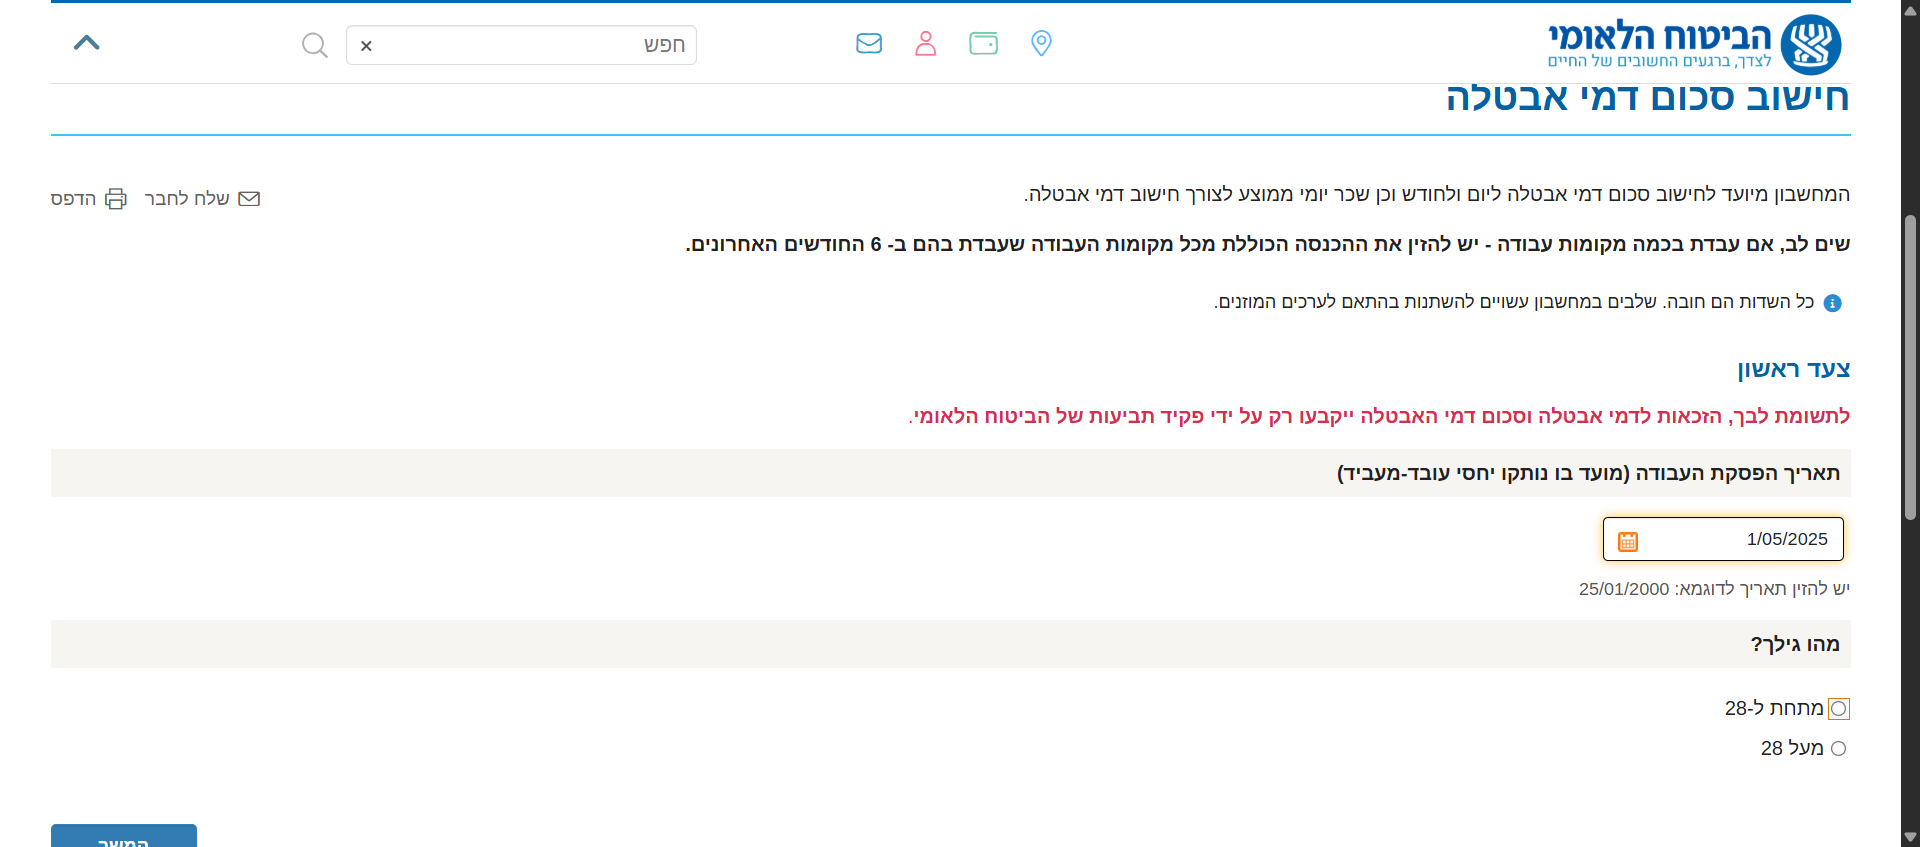 הביטוח הלאומי
לצדך, ברגעים החשובים של החיים
חפש
חישוב סכום דמי אבטלה
המחשבון מיועד לחישוב סכום דמי אבטלה ליום ולחודש וכן שכר יומי ממוצע לצורך חישוב דמי אבטלה.
שלח לחבר
הדפס
שים לב, אם עבדת בכמה מקומות עבודה - יש להזין את ההכנסה הכוללת מכל מקומות העבודה שעבדת בהם ב- 6 החודשים האחרונים.
כל השדות הם חובה. שלבים במחשבון עשויים להשתנות בהתאם לערכים המוזנים.
צעד ראשון
לתשומת לבך, הזכאות לדמי אבטלה וסכום דמי האבטלה ייקבעו רק על ידי פקיד תביעות של הביטוח הלאומי.
תאריך הפסקת העבודה (מועד בו נותקו יחסי עובד-מעביד)
1/05/2025
יש להזין תאריך לדוגמא: 25/01/2000
מהו גילך?
מתחת ל-28
מעל 28
המשך